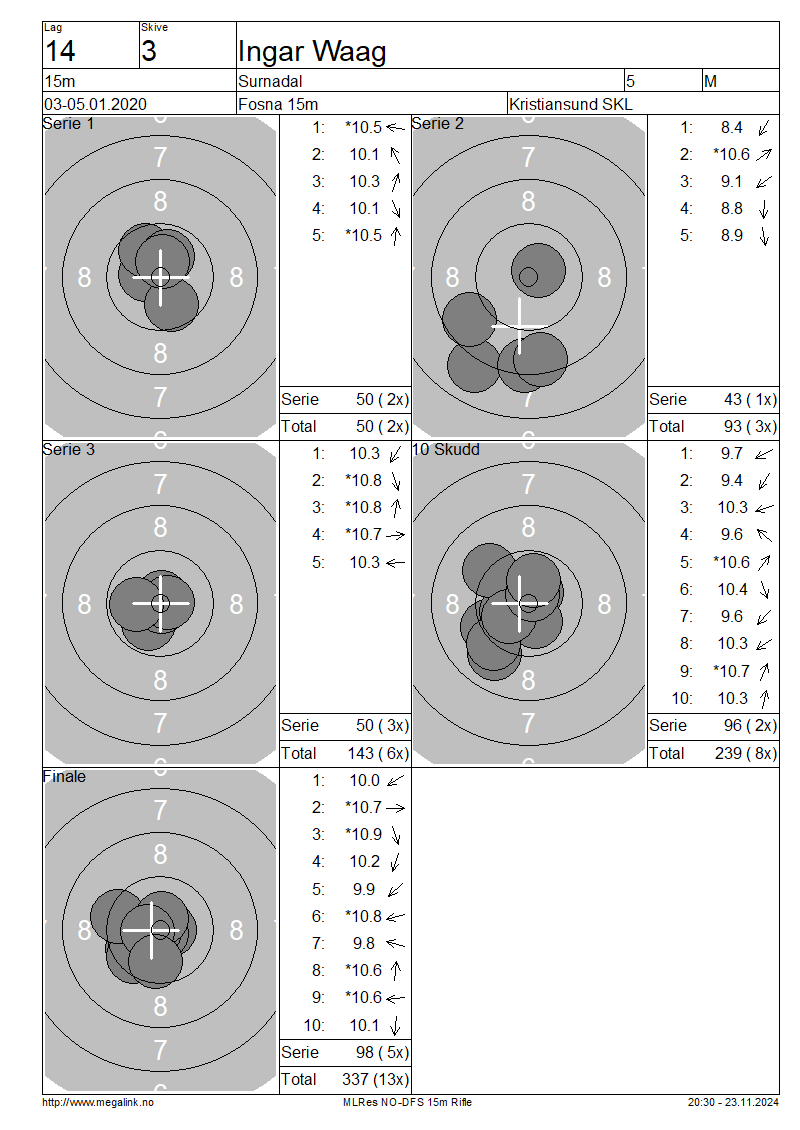 Lag
Skive
14
3
Ingar Waag
15m
Surnadal
5
M
03-05.01.2020
Fosna 15m
Kristiansund SKL
Serie 1
7
8
8
8
8
7
1: *10.5
2: 10.1
3: 10.3
4: 10.1
5: *10.5
Serie 50 ( 2x)
Total 50 ( 2x)
Serie 2
7
8
8
8
7
1: 8.4
2: *10.6
3: 9.1
4: 8.8
5: 8.9
Serie 43 ( 1x)
Total 93 ( 3x)
Serie 3
7
8
8
8
7
1: 10.3
2: *10.8
3: *10.8
4: *10.7
5: 10.3
Serie 50 ( 3x)
Total 143 ( 6x)
10 Skudd
7
8
8
8
8
7
1: 9.7
2: 9.4
3: 10.3
4: 9.6
5: *10.6
6: 10.4
7: 9.6
8: 10.3
9: *10.7
10: 10.3
Serie 96 ( 2x)
Total 239 ( 8x)
Finale
7
8
8
8
8
7
1: 10.0
2: *10.7
3: *10.9
4: 10.2
5: 9.9
6: *10.8
7: 9.8
8: *10.6
9: *10.6
10: 10.1
Serie 98 ( 5x)
Total 337 (13x)
http://www.megalink.no
MLRes NO-DFS 15m Rifle
20:30 - 23.11.2024